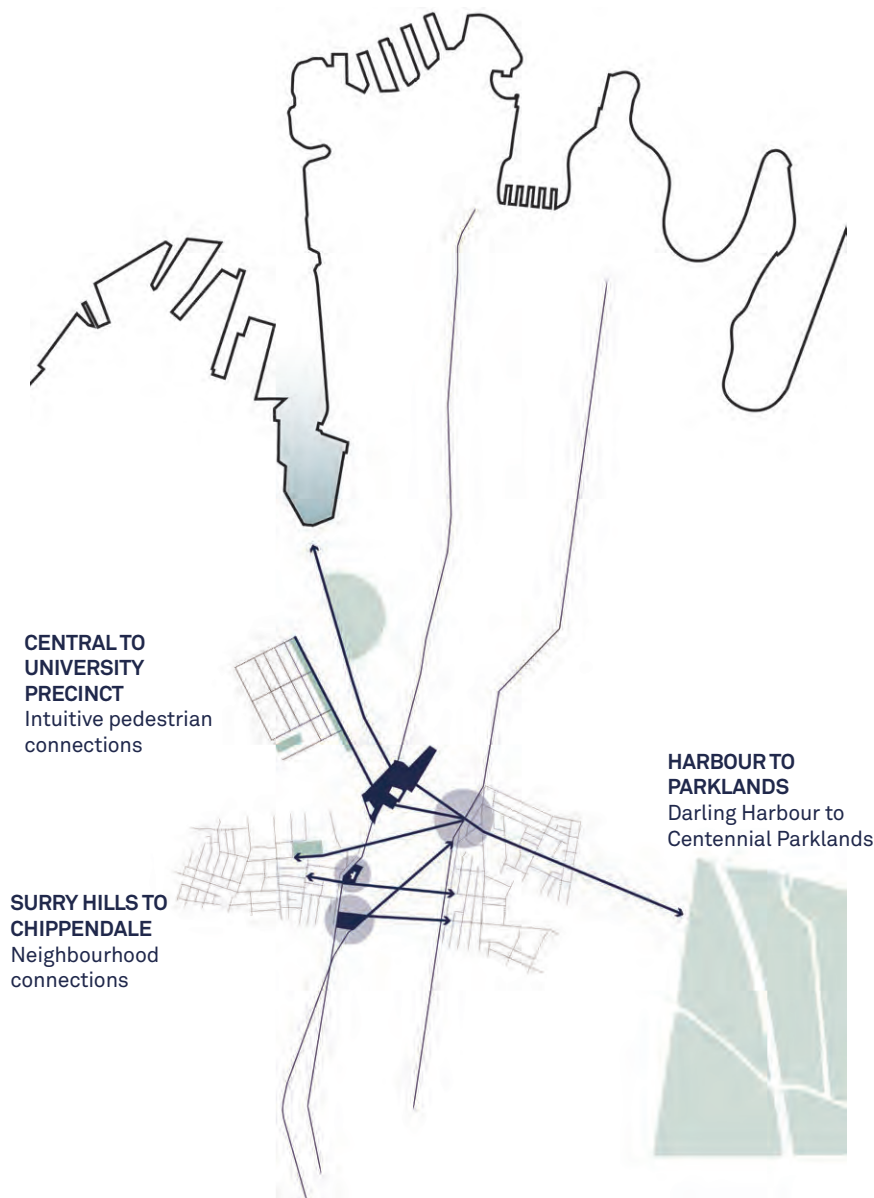 CENTRAL TO
UNIVERSITY
PRECINCT
Intuitive pedestrian
connections
HARBOUR TO
PARKLANDS
Darling Harbour to
Centennial Parklands
SURRY HILLS TO
CHIPPENDALE
Neighbourhood
connections